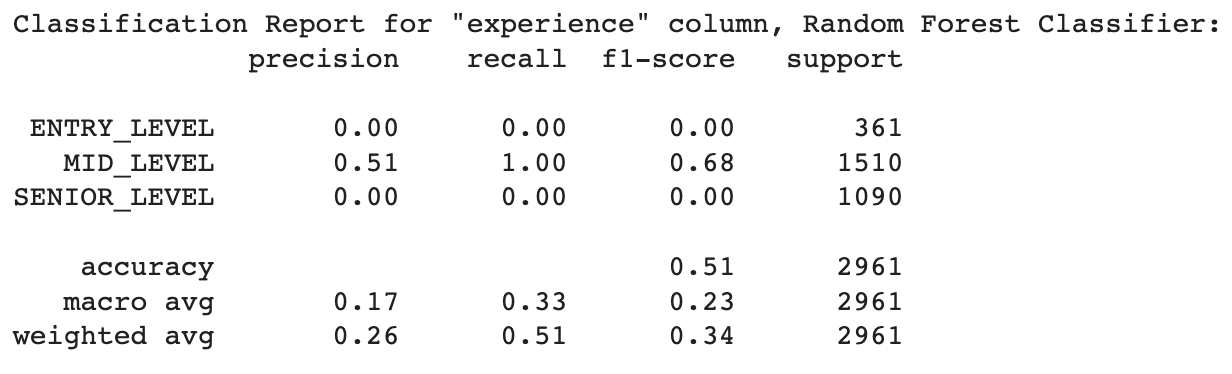 Classification Report for "experience" column, Random Forest Classifier:
precision recall f1-score support
ENTRY_LEVEL 0.00 0.00 0.00 361
MID_LEVEL 0.51 1.00 0.68 1510
SENIOR_LEVEL 0.00 0.00 0.00 1090
accuracy 0.51 2961
macro avg 0.17 0.33 0.23 2961
weighted avg 0.26 0.51 0.34 2961